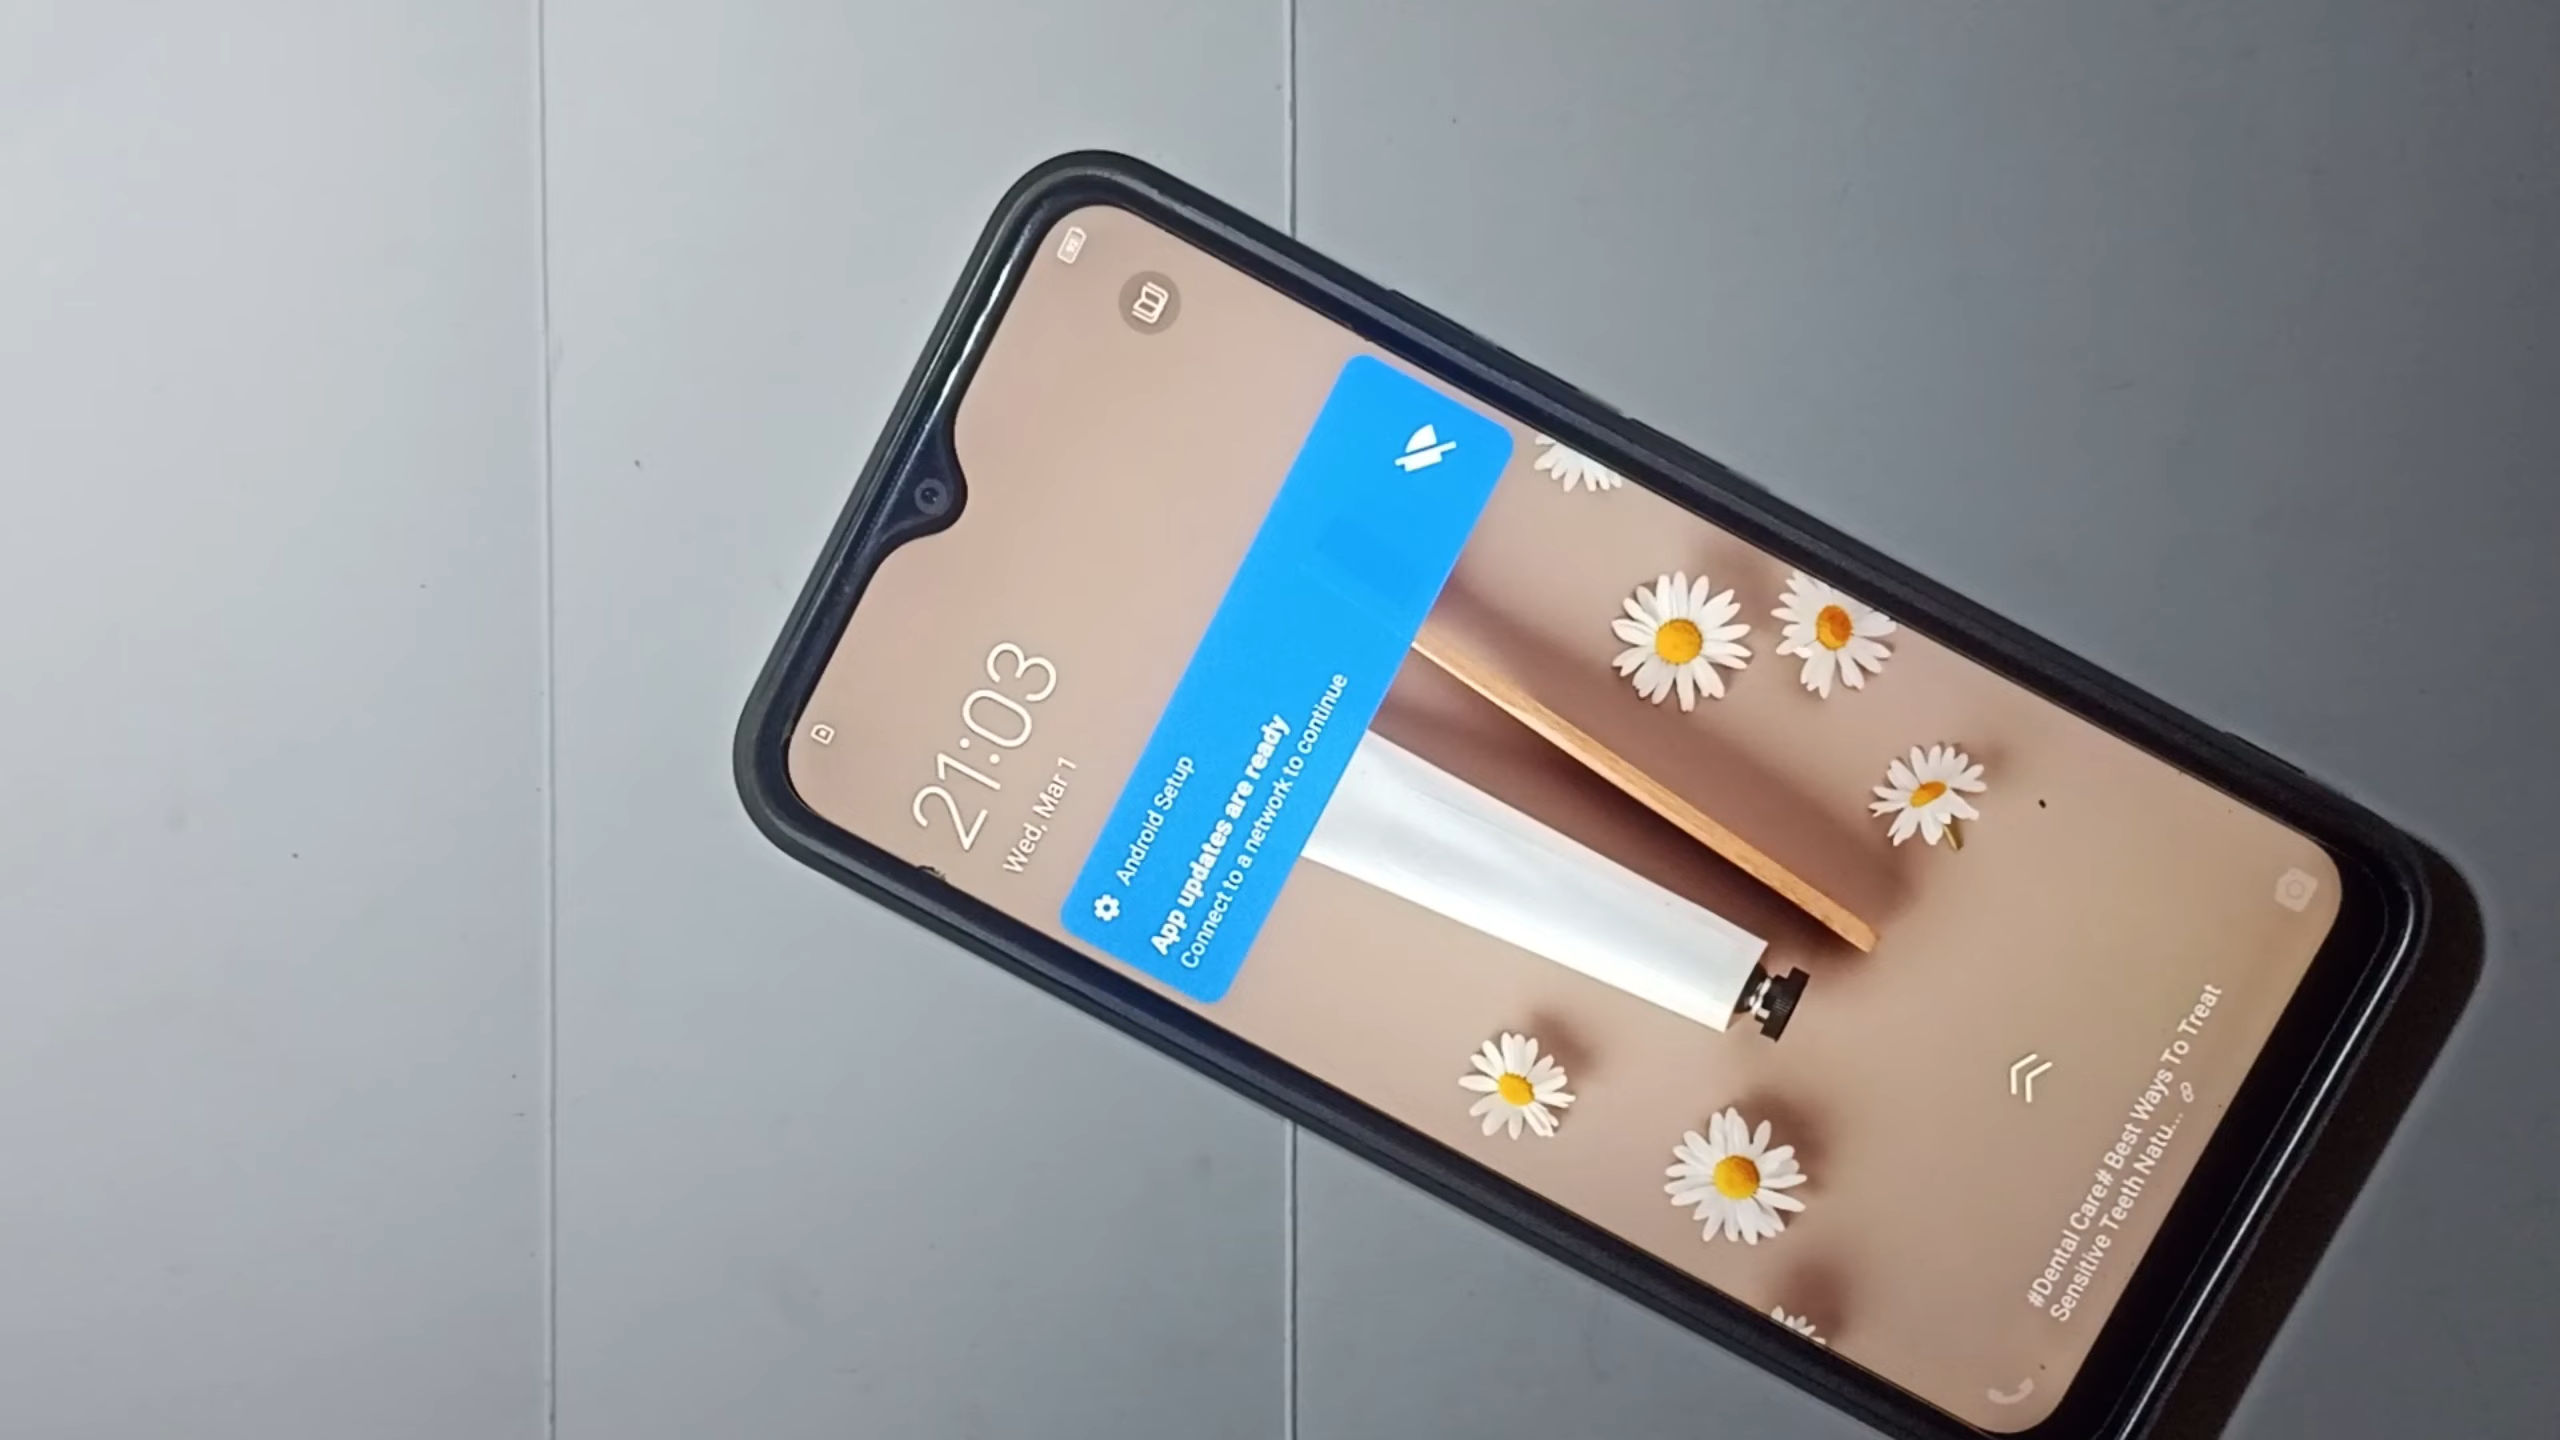 21:03
Wed, Mar 1
Android Setup
App updates are ready
Connect to a network to continue
#Dental Care# Best Ways To Treat
Sensitive Teeth Natu...